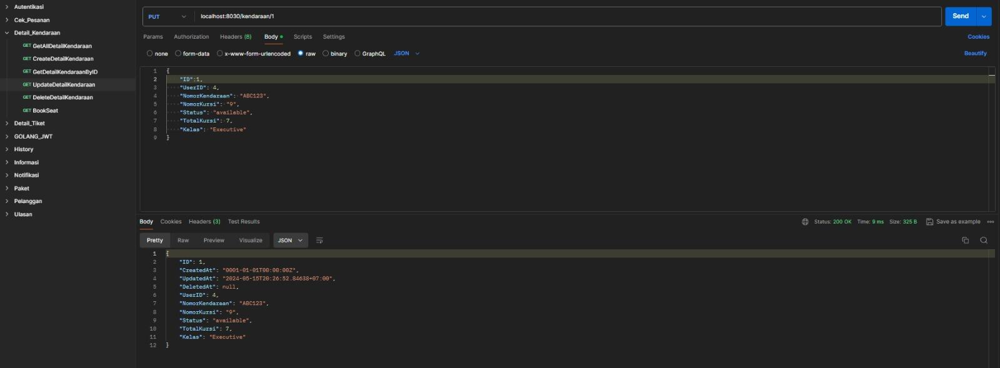 Autentikasi
Cek_Pesanan
Detail_Kendaraan
GET GetAllDetailKendaraan
GET CreateDetailKendaraan
GET GetDetailKendaraanByID
GET UpdateDetailKendaraan
GET DeleteDetailKendaraan
GET BookSeat
Detail_Tiket
GOLANG_JWT
History
Informasi
Notifikasi
Paket
Pelanggan
Ulasan
PUT localhost:8030/kendaraan/1 Send
Params Authorization Headers (8) Body Scripts Settings Cookies
none form-data x-www-form-urlencoded raw binary GraphQL JSON Beautify
1 {
2 "ID":1,
3 "UserID": 4,
4 "NomorKendaraan": "ABC123",
5 "NomorKursi": "9",
6 "Status": "available",
7 "TotalKursi": 7,
8 "Kelas": "Executive"
9 }
Body Cookies Headers (3) Test Results Status: 200 OK Time: 9 ms Size: 325 B Save as example
Pretty Raw Preview Visualize JSON
1 {
2 "ID": 1,
3 "CreatedAt": "0001-01-01T00:00:00Z",
4 "UpdatedAt": "2024-05-15T20:26:52.84638+07:00",
5 "DeletedAt": null,
6 "UserID": 4,
7 "NomorKendaraan": "ABC123",
8 "NomorKursi": "9",
9 "Status": "available",
10 "TotalKursi": 7,
11 "Kelas": "Executive"
12 }